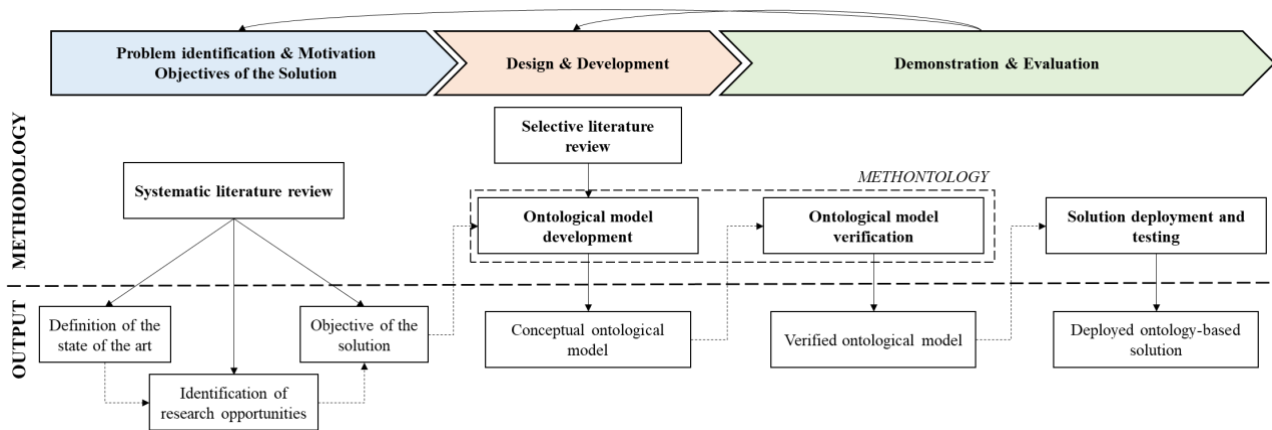 Problem identification & Motivation
Objectives of the Solution
Design & Development
Demonstration & Evaluation
METHODOLOGY
Selective literature
review
Systematic literature review
METHONTOLOGY
Ontological model
development
Ontological model
verification
Solution deployment and
testing
OUTPUT
Definition of the
state of the art
Objective of the
solution
Conceptual ontological
model
Verified ontological model
Deployed ontology-based
solution
Identification of
research opportunities